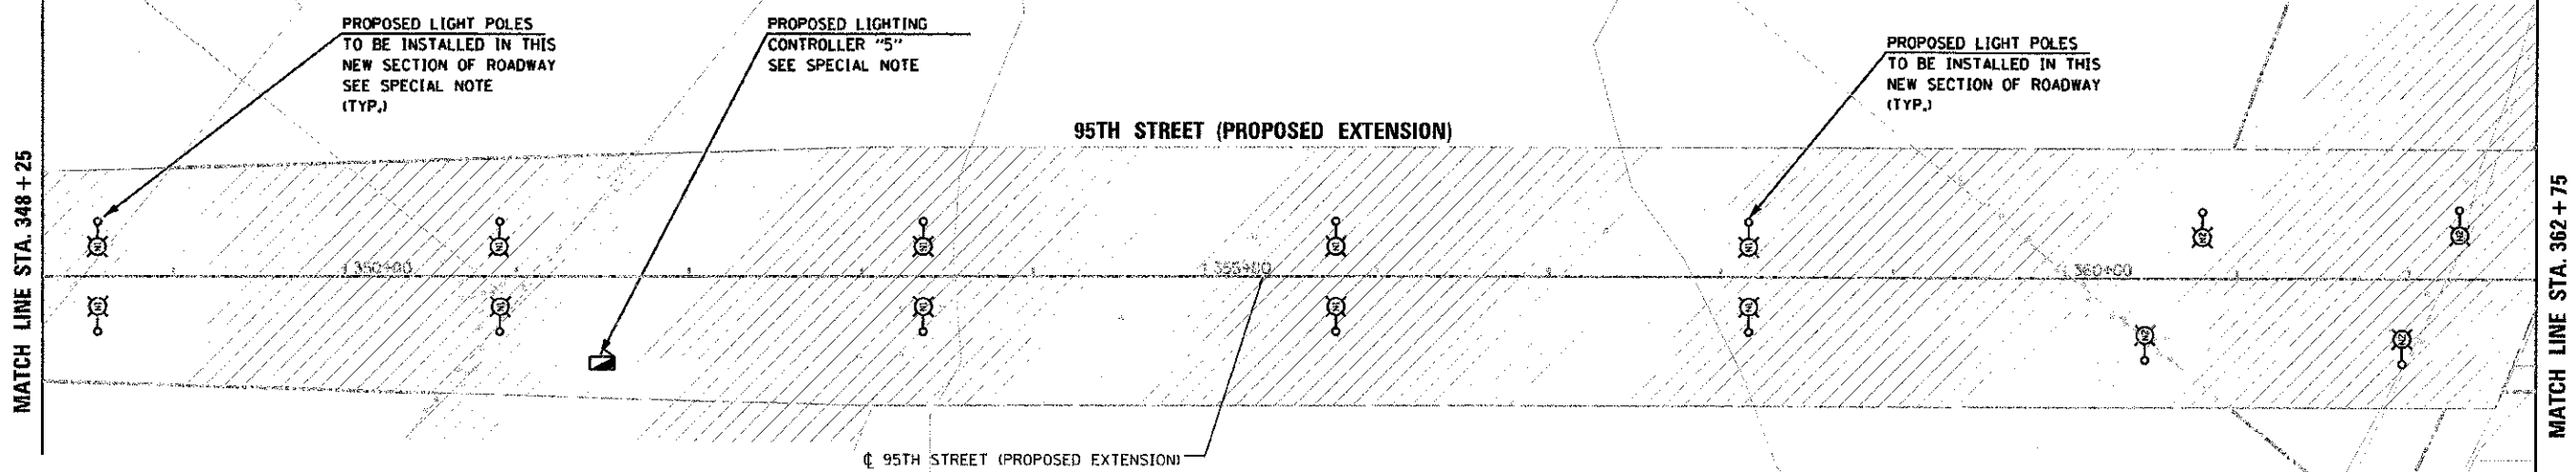 PROPOSED LIGHT POLES
TO BE INSTALLED IN THIS
NEW SECTION OF ROADWAY
SEE SPECIAL NOTE
(TYP.)
PROPOSED LIGHTING
CONTROLLER "5"
SEE SPECIAL NOTE
PROPOSED LIGHT POLES
TO BE INSTALLED IN THIS
NEW SECTION OF ROADWAY
(TYP.)
95TH STREET (PROPOSED EXTENSION)
MATCH LINE STA. 348+25
350+00
355+00
360+00
MATCH LINE STA. 362+75
℄ 95TH STREET (PROPOSED EXTENSION)